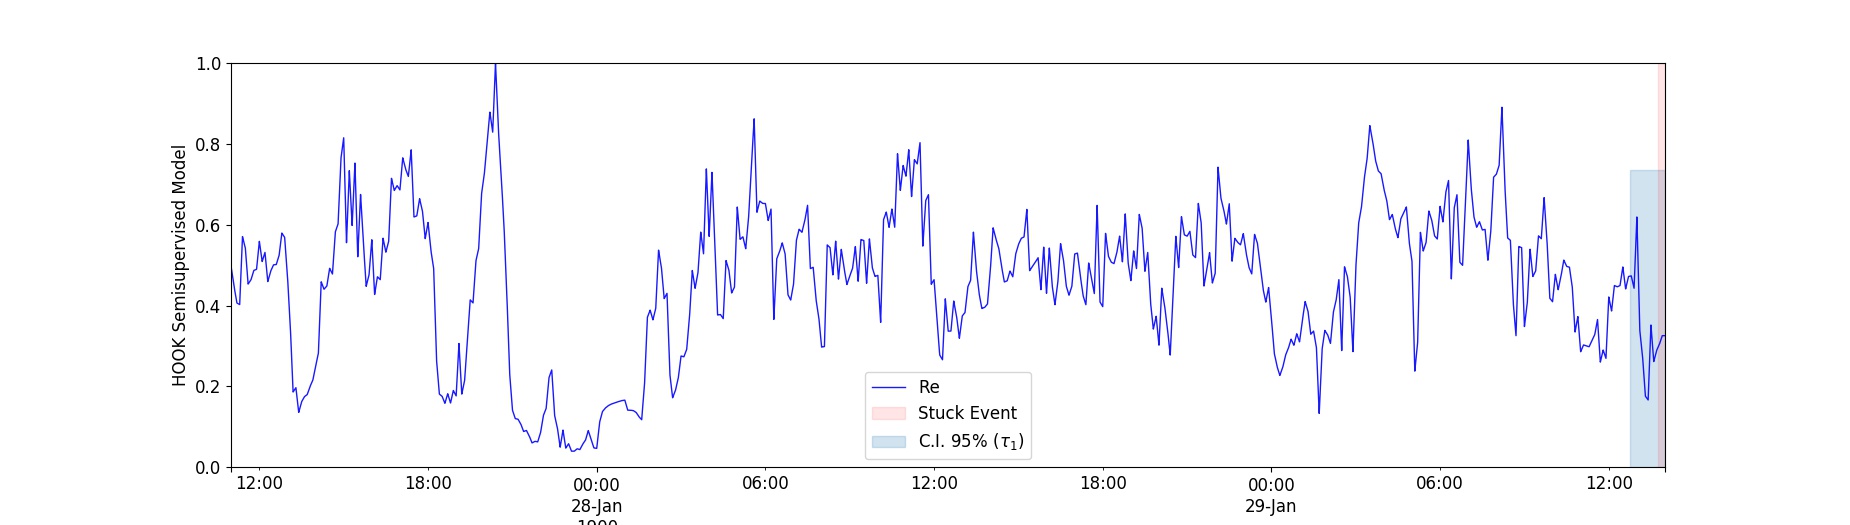 HOOK Semisupervised Model
1.0
0.8
0.6
0.4
0.2
0.0
Re
Stuck Event
C.I. 95% (τ₁)
12:00 18:00 00:00 06:00 12:00 18:00 00:00 06:00 12:00
28-Jan 29-Jan
1900